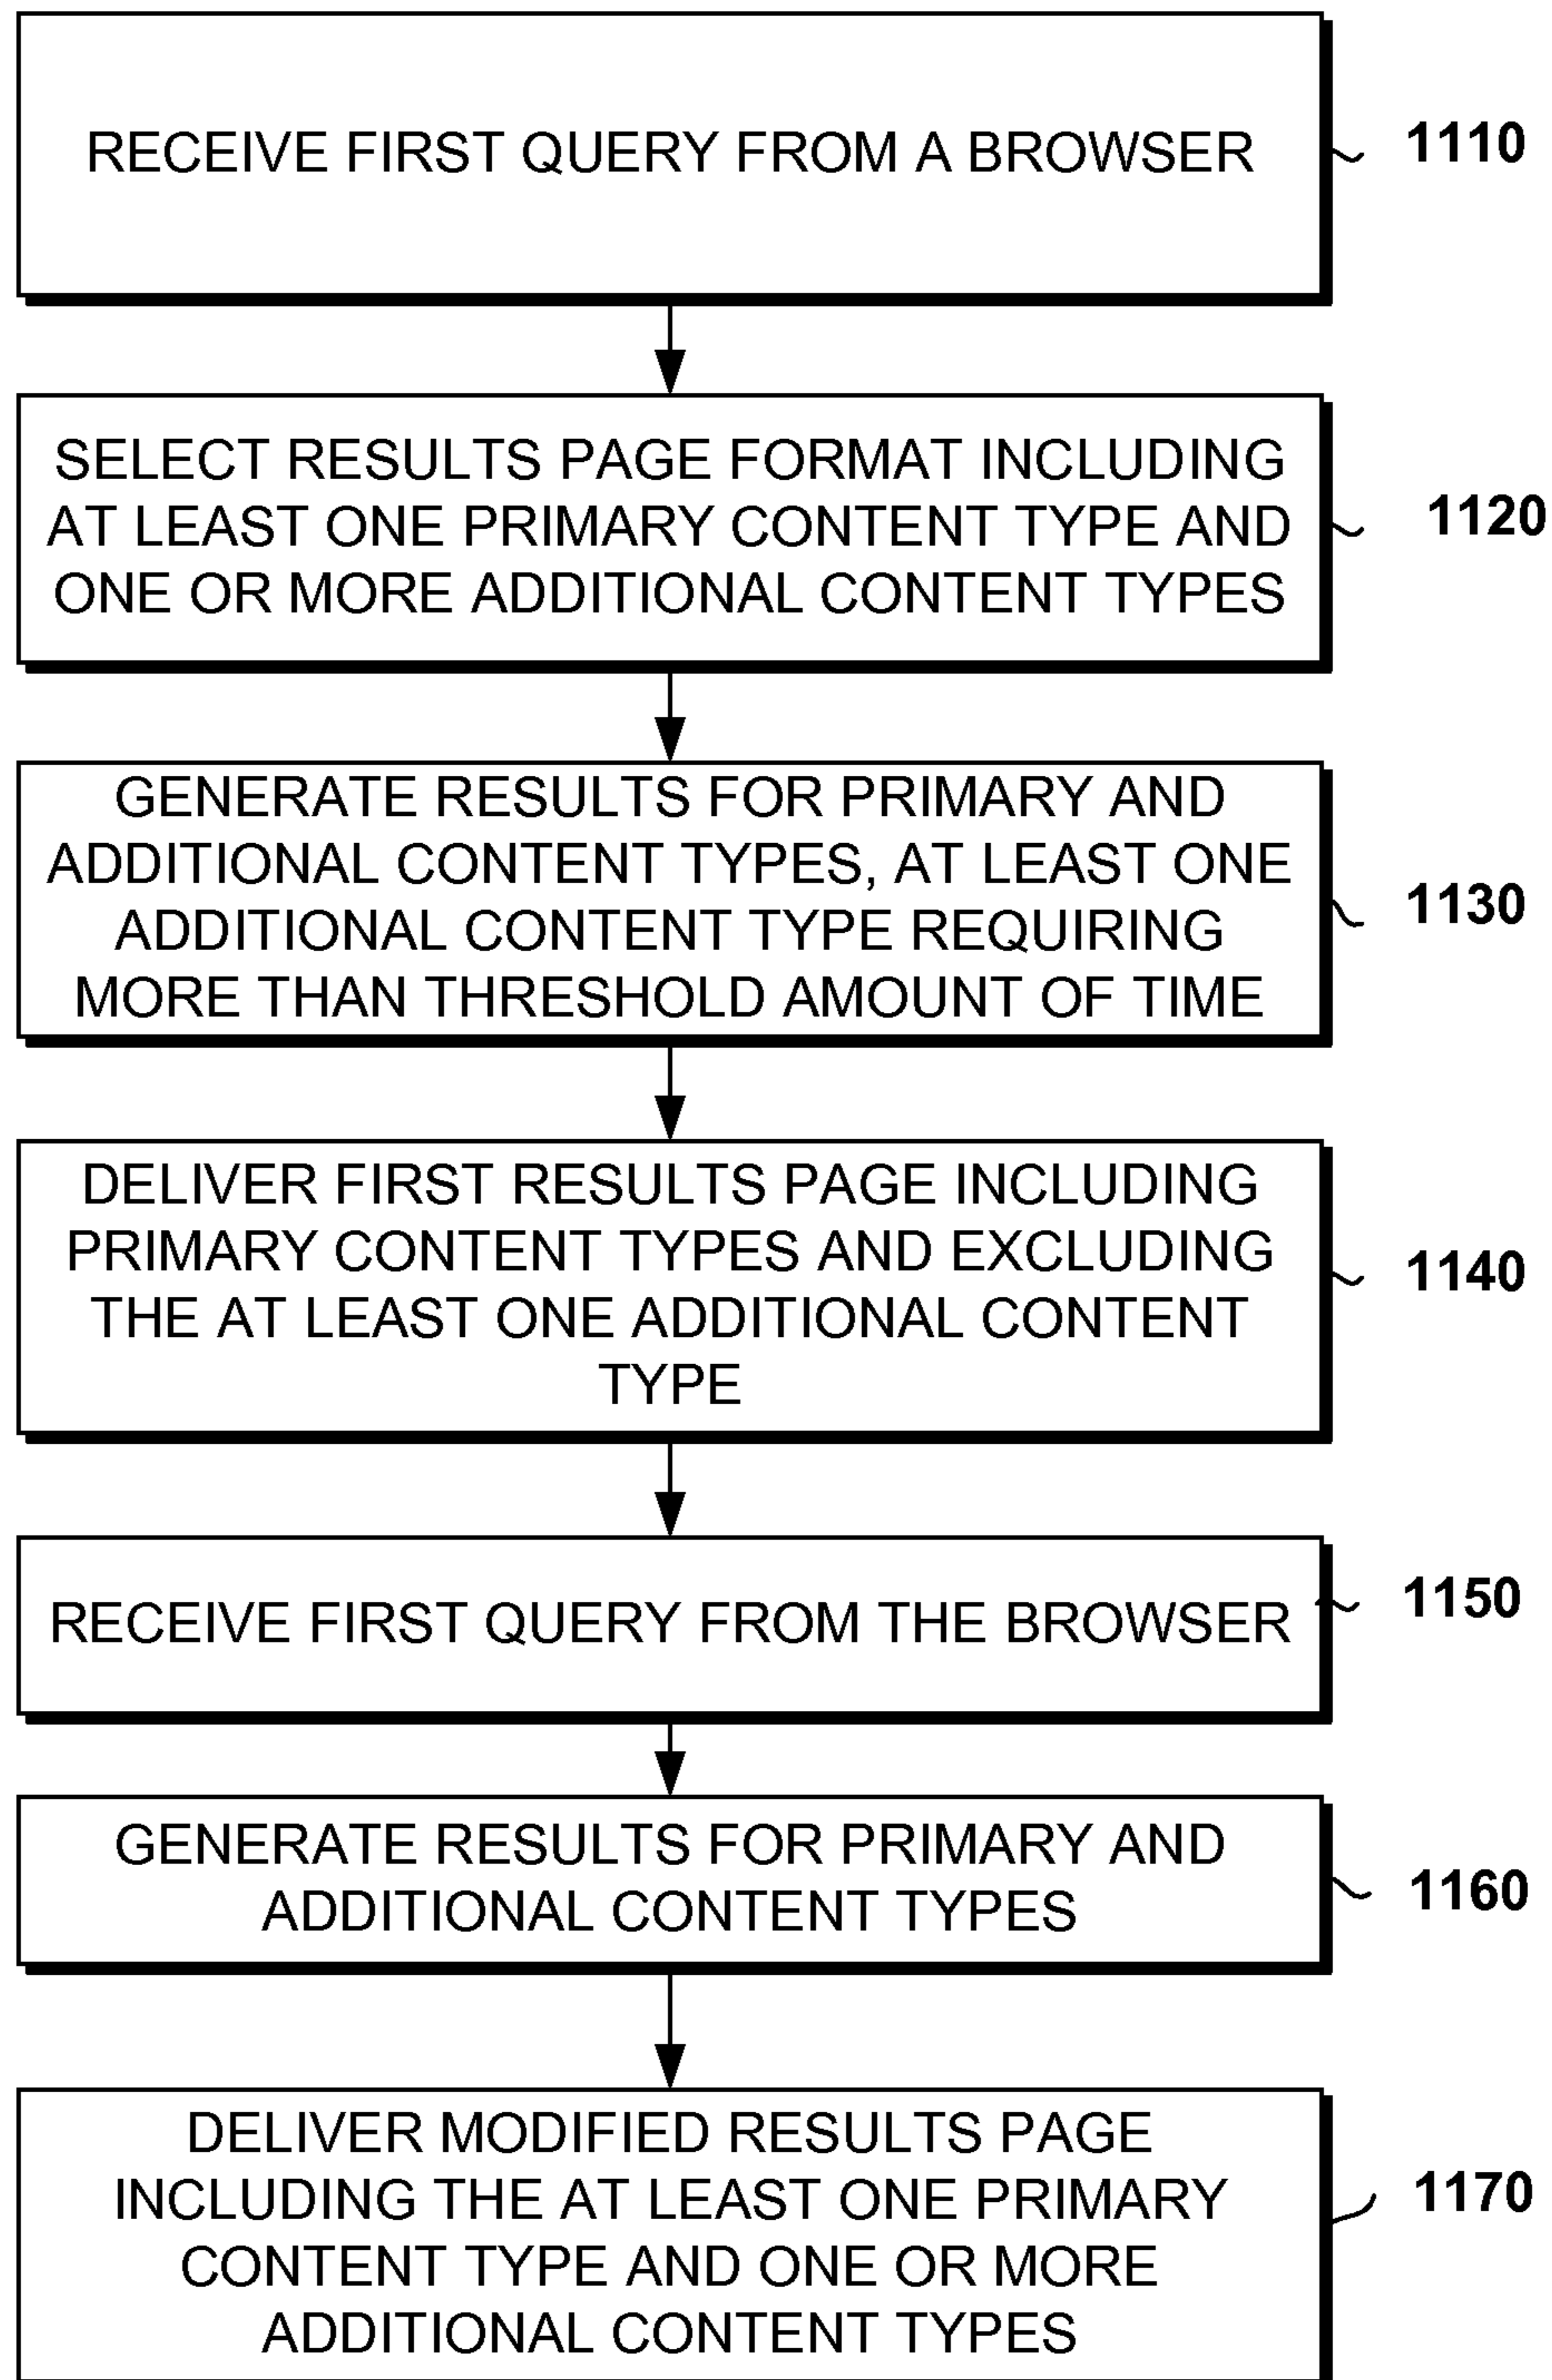 RECEIVE FIRST QUERY FROM A BROWSER
1110
SELECT RESULTS PAGE FORMAT INCLUDING
AT LEAST ONE PRIMARY CONTENT TYPE AND
ONE OR MORE ADDITIONAL CONTENT TYPES
1120
GENERATE RESULTS FOR PRIMARY AND
ADDITIONAL CONTENT TYPES, AT LEAST ONE
ADDITIONAL CONTENT TYPE REQUIRING
MORE THAN THRESHOLD AMOUNT OF TIME
1130
DELIVER FIRST RESULTS PAGE INCLUDING
PRIMARY CONTENT TYPES AND EXCLUDING
THE AT LEAST ONE ADDITIONAL CONTENT
TYPE
1140
RECEIVE FIRST QUERY FROM THE BROWSER
1150
GENERATE RESULTS FOR PRIMARY AND
ADDITIONAL CONTENT TYPES
1160
DELIVER MODIFIED RESULTS PAGE
INCLUDING THE AT LEAST ONE PRIMARY
CONTENT TYPE AND ONE OR MORE
ADDITIONAL CONTENT TYPES
1170